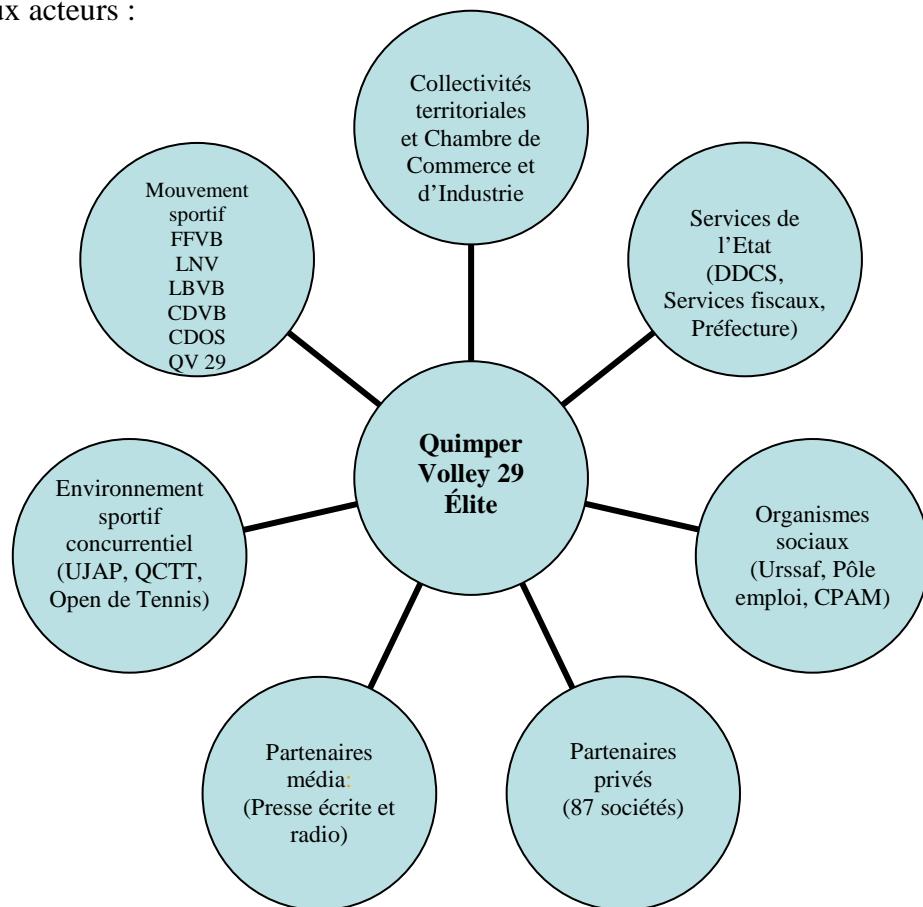 ux acteurs :
Collectivités
territoriales
et Chambre de
Commerce et
d’Industrie
Mouvement
sportif
FFVB
LNV
LBVB
CDVB
CDOS
QV 29
Services de
l’Etat
(DDCS,
Services fiscaux,
Préfecture)
Quimper
Volley 29
Élite
Environnement
sportif
concurrentiel
(UJAP, QCTT,
Open de Tennis)
Organismes
sociaux
(Urssaf, Pôle
emploi, CPAM)
Partenaires
média:
(Presse écrite et
radio)
Partenaires
privés
(87 sociétés)